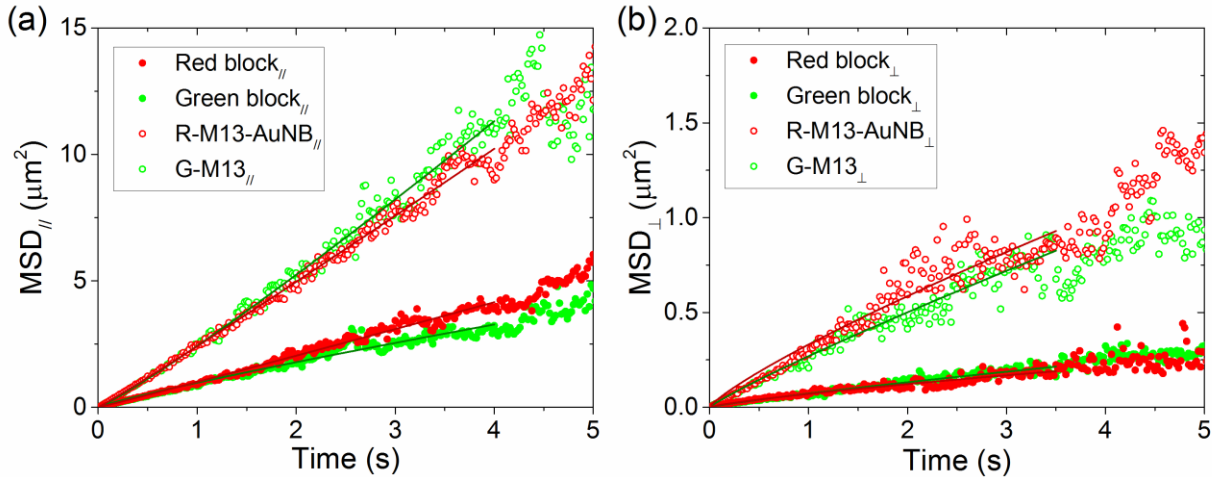 (a)
MSD// (μm²)
15
10
5
0
Red block//
Green block//
R-M13-AuNB//
G-M13//
0 1 2 3 4 5
Time (s)
(b)
MSD⊥ (μm²)
2.0
1.5
1.0
0.5
0.0
Red block⊥
Green block⊥
R-M13-AuNB⊥
G-M13⊥
0 1 2 3 4 5
Time (s)